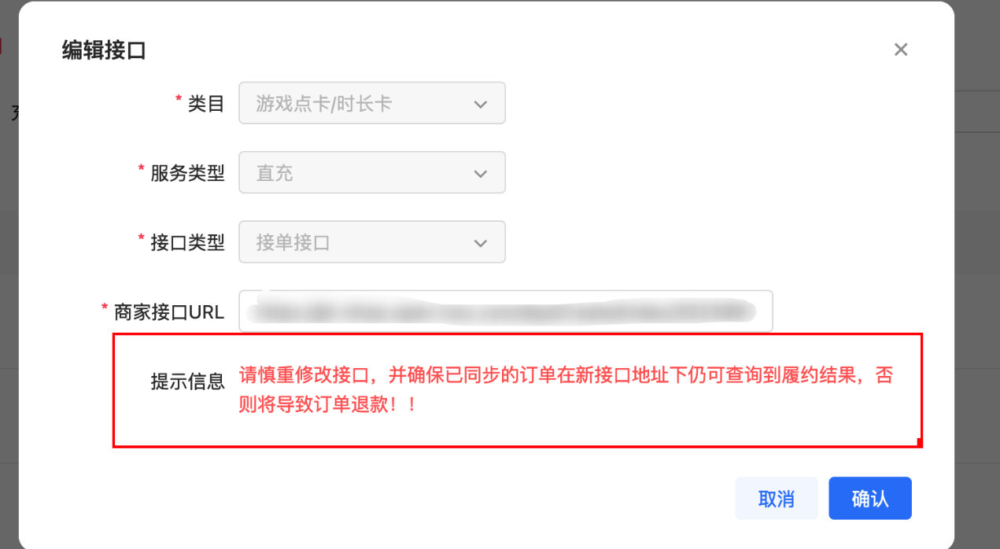 编辑接口
* 类目 游戏点卡/时长卡
* 服务类型 直充
* 接口类型 接单接口
* 商家接口URL
提示信息 请慎重修改接口，并确保已同步的订单在新接口地址下仍可查询到履约结果，否
则将导致订单退款！！
取消 确认